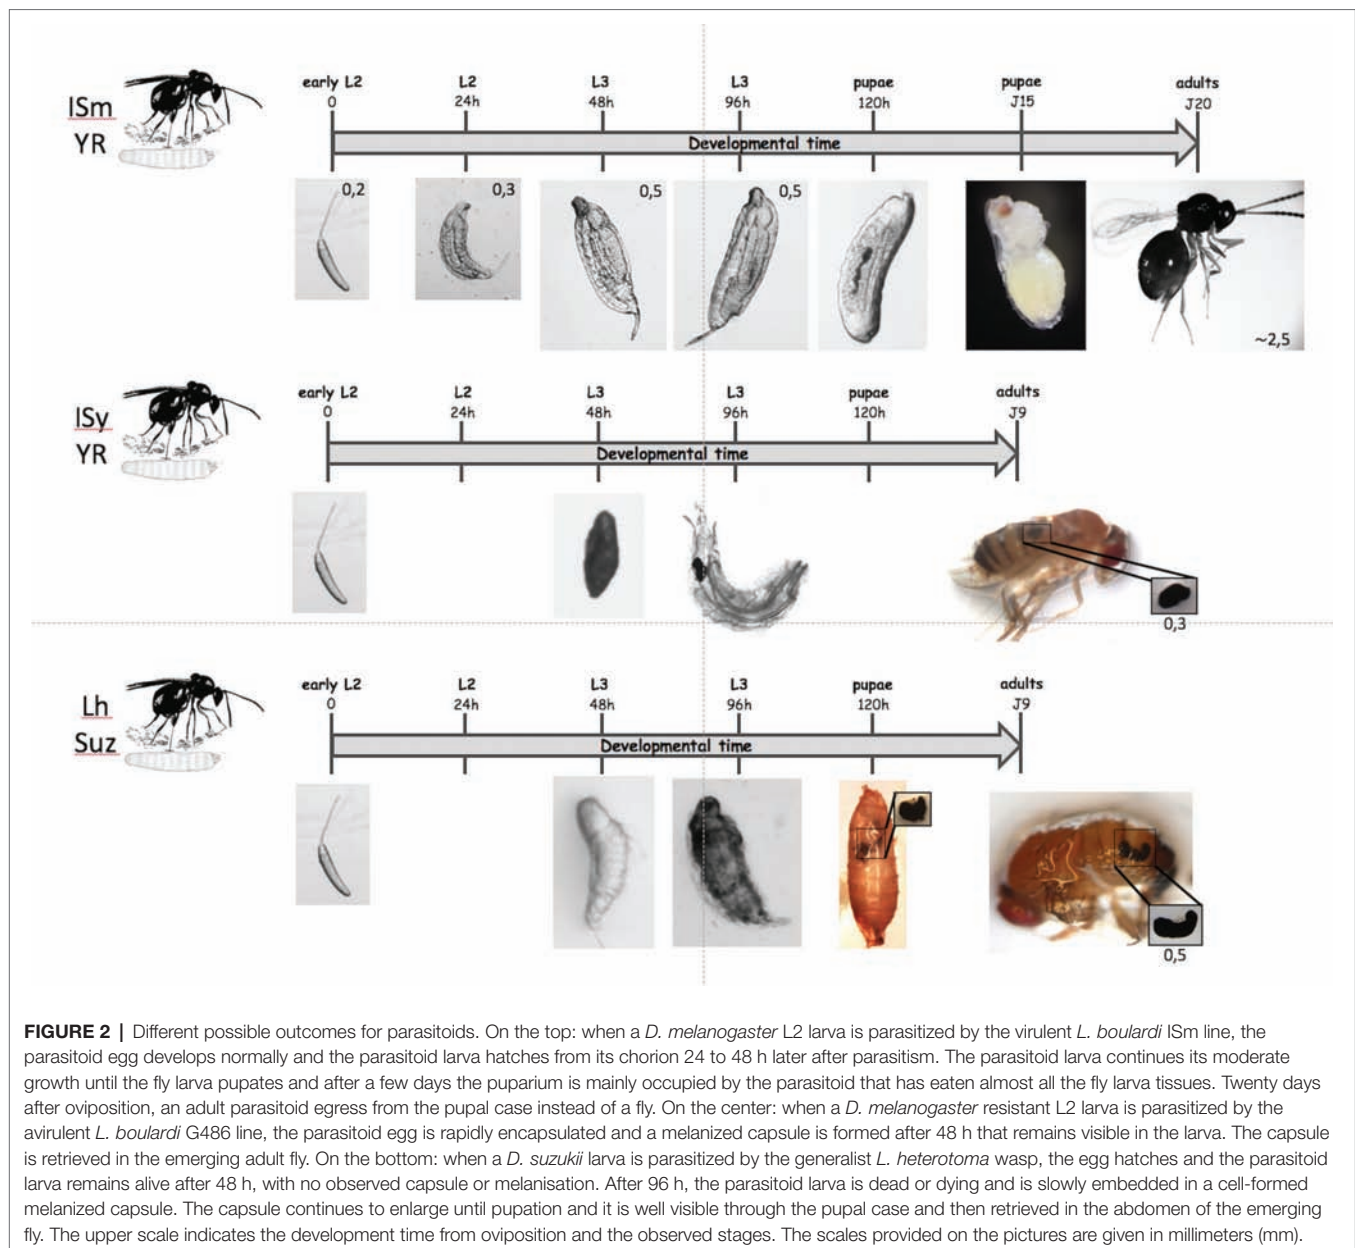 ISm
YR
early L2 L2 L3 L3 pupae pupae adults
0 24h 48h 96h 120h J15 J20
Developmental time
0,2 0,3 0,5 0,5
~2,5
ISy
YR
early L2 L2 L3 L3 pupae adults
0 24h 48h 96h 120h J9
Developmental time
0,3
Lh
Suz
early L2 L2 L3 L3 pupae adults
0 24h 48h 96h 120h J9
Developmental time
0,5
FIGURE 2 | Different possible outcomes for parasitoids. On the top: when a D. melanogaster L2 larva is parasitized by the virulent L. boulardi ISm line, the
parasitoid egg develops normally and the parasitoid larva hatches from its chorion 24 to 48 h later after parasitism. The parasitoid larva continues its moderate
growth until the fly larva pupates and after a few days the puparium is mainly occupied by the parasitoid that has eaten almost all the fly larva tissues. Twenty days
after oviposition, an adult parasitoid egress from the pupal case instead of a fly. On the center: when a D. melanogaster resistant L2 larva is parasitized by the
avirulent L. boulardi G486 line, the parasitoid egg is rapidly encapsulated and a melanized capsule is formed after 48 h that remains visible in the larva. The capsule
is retrieved in the emerging adult fly. On the bottom: when a D. suzukii larva is parasitized by the generalist L. heterotoma wasp, the egg hatches and the parasitoid
larva remains alive after 48 h, with no observed capsule or melanisation. After 96 h, the parasitoid larva is dead or dying and is slowly embedded in a cell-formed
melanized capsule. The capsule continues to enlarge until pupation and it is well visible through the pupal case and then retrieved in the abdomen of the emerging
fly. The upper scale indicates the development time from oviposition and the observed stages. The scales provided on the pictures are given in millimeters (mm).